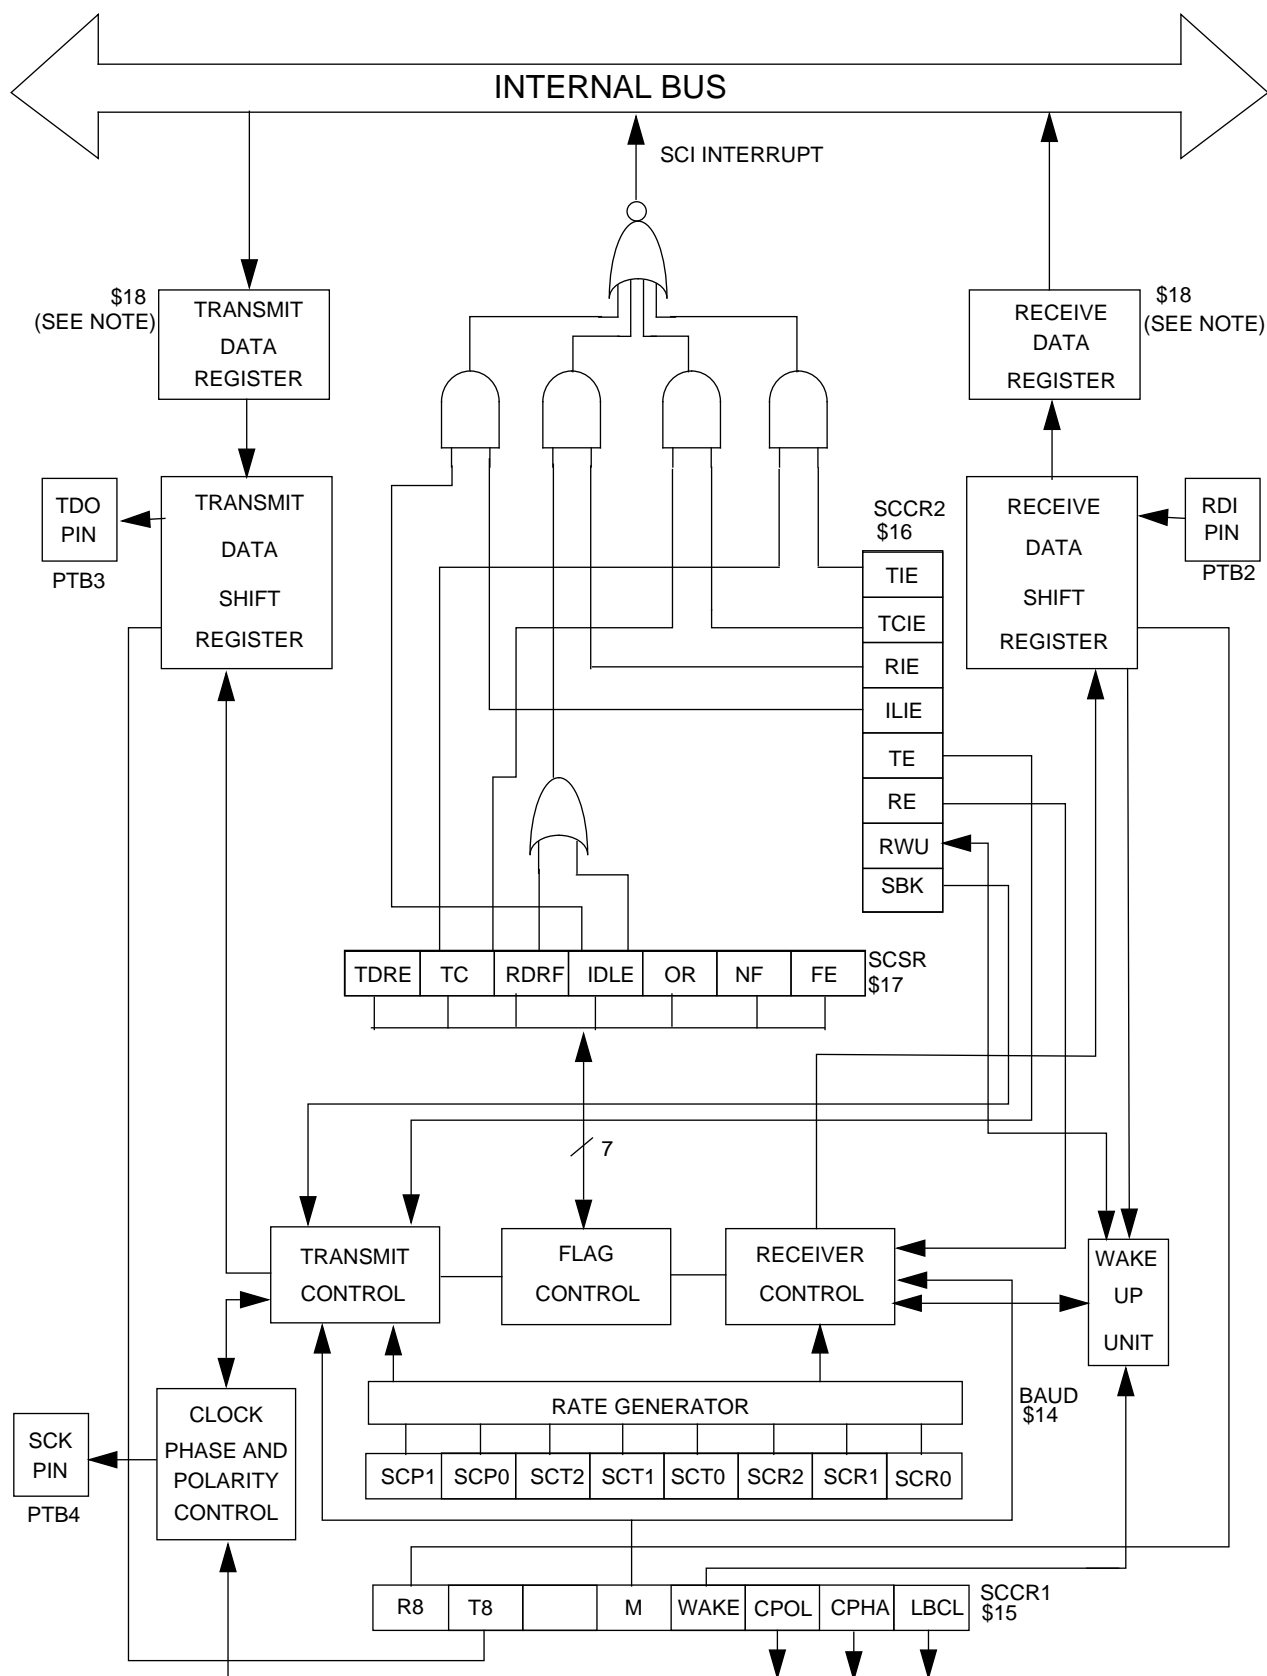 INTERNAL BUS
SCI INTERRUPT
$18
(SEE NOTE)
TRANSMIT
DATA
REGISTER
RECEIVE
DATA
REGISTER
$18
(SEE NOTE)
TDO
PIN
PTB3
TRANSMIT
DATA
SHIFT
REGISTER
SCCR2
$16
TIE
TCIE
RIE
ILIE
TE
RE
RWU
SBK
RECEIVE
DATA
SHIFT
REGISTER
RDI
PIN
PTB2
TDRE TC RDRF IDLE OR NF FE
SCSR
$17
7
TRANSMIT
CONTROL
FLAG
CONTROL
RECEIVER
CONTROL
WAKE
UP
UNIT
RATE GENERATOR
BAUD
$14
SCP1 SCP0 SCT2 SCT1 SCT0 SCR2 SCR1 SCR0
SCK
PIN
PTB4
CLOCK
PHASE AND
POLARITY
CONTROL
R8 T8 M WAKE CPOL CPHA LBCL
SCCR1
$15